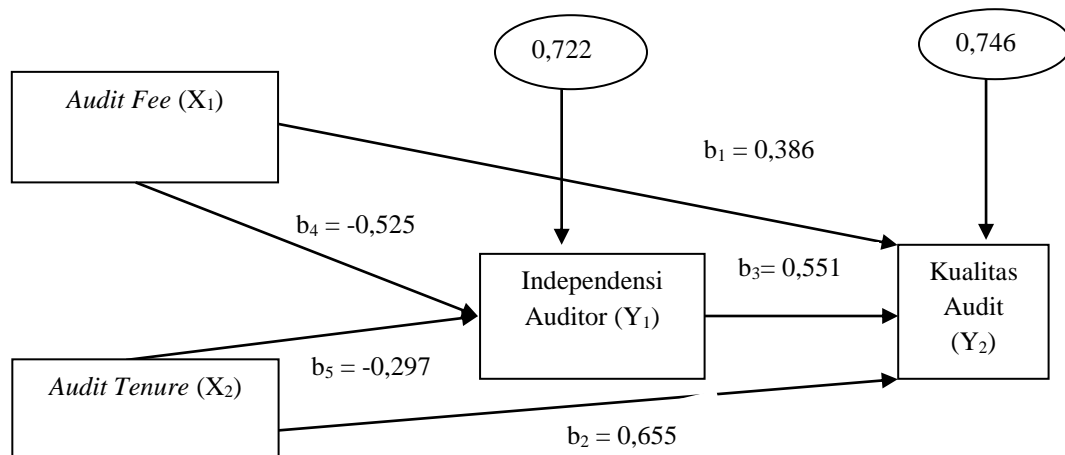 0,722
0,746
Audit Fee (X₁)
b₁ = 0,386
b₄ = -0,525
Independensi
Auditor (Y₁)
b₃= 0,551
Kualitas
Audit
(Y₂)
b₅ = -0,297
Audit Tenure (X₂)
b₂ = 0,655